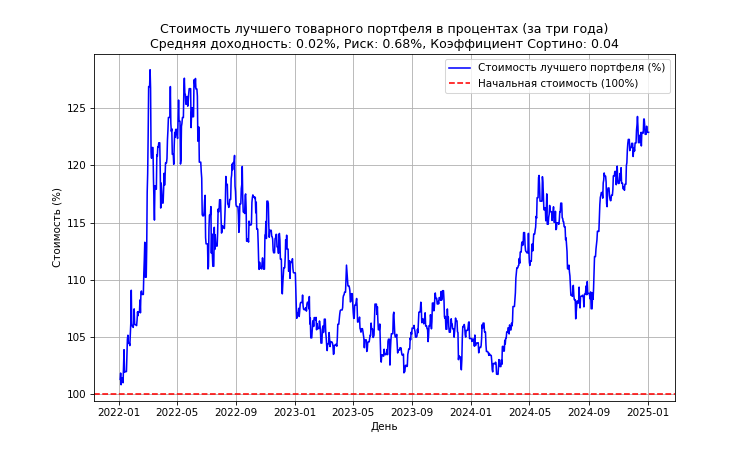 Стоимость лучшего товарного портфеля в процентах (за три года)
Средняя доходность: 0.02%, Риск: 0.68%, Коэффициент Сортино: 0.04
Стоимость лучшего портфеля (%)
Начальная стоимость (100%)
Стоимость (%)
125
120
115
110
105
100
2022-01 2022-05 2022-09 2023-01 2023-05 2023-09 2024-01 2024-05 2024-09 2025-01
День